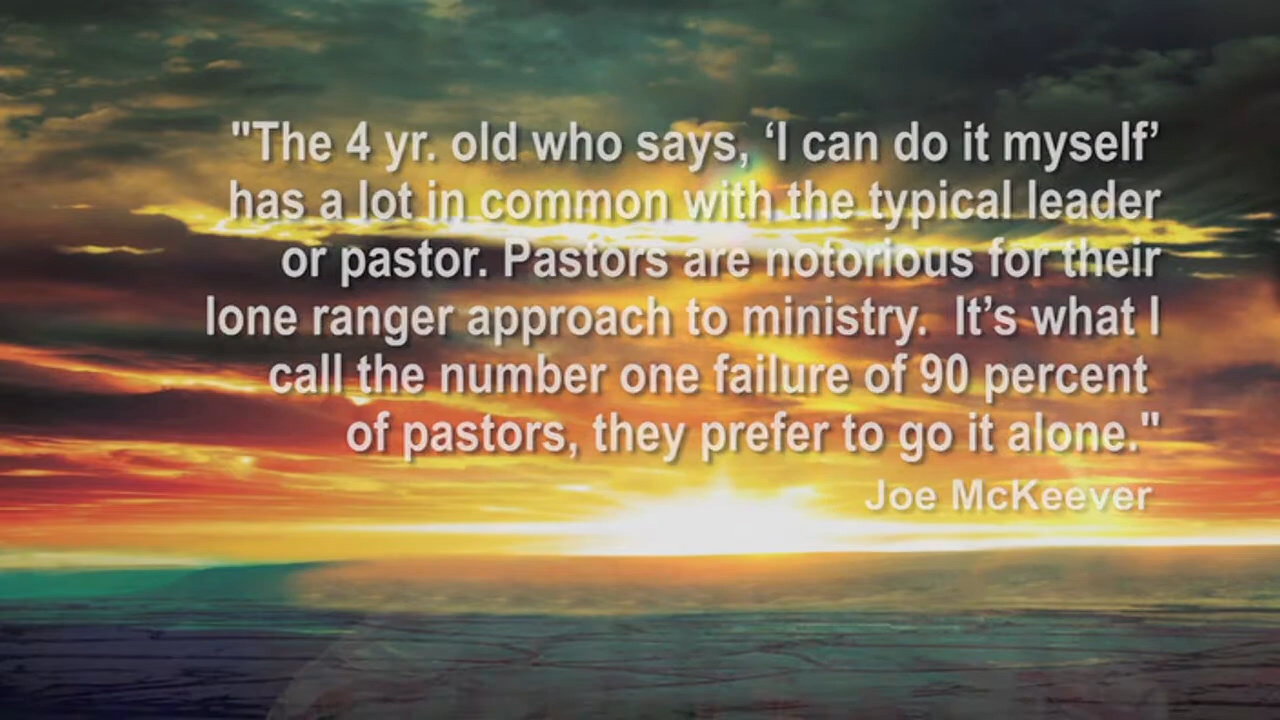 "The 4 yr. old who says, ‘I can do it myself’
has a lot in common with the typical leader
or pastor. Pastors are notorious for their
lone ranger approach to ministry.  It’s what I
call the number one failure of 90 percent
of pastors, they prefer to go it alone."
Joe McKeever